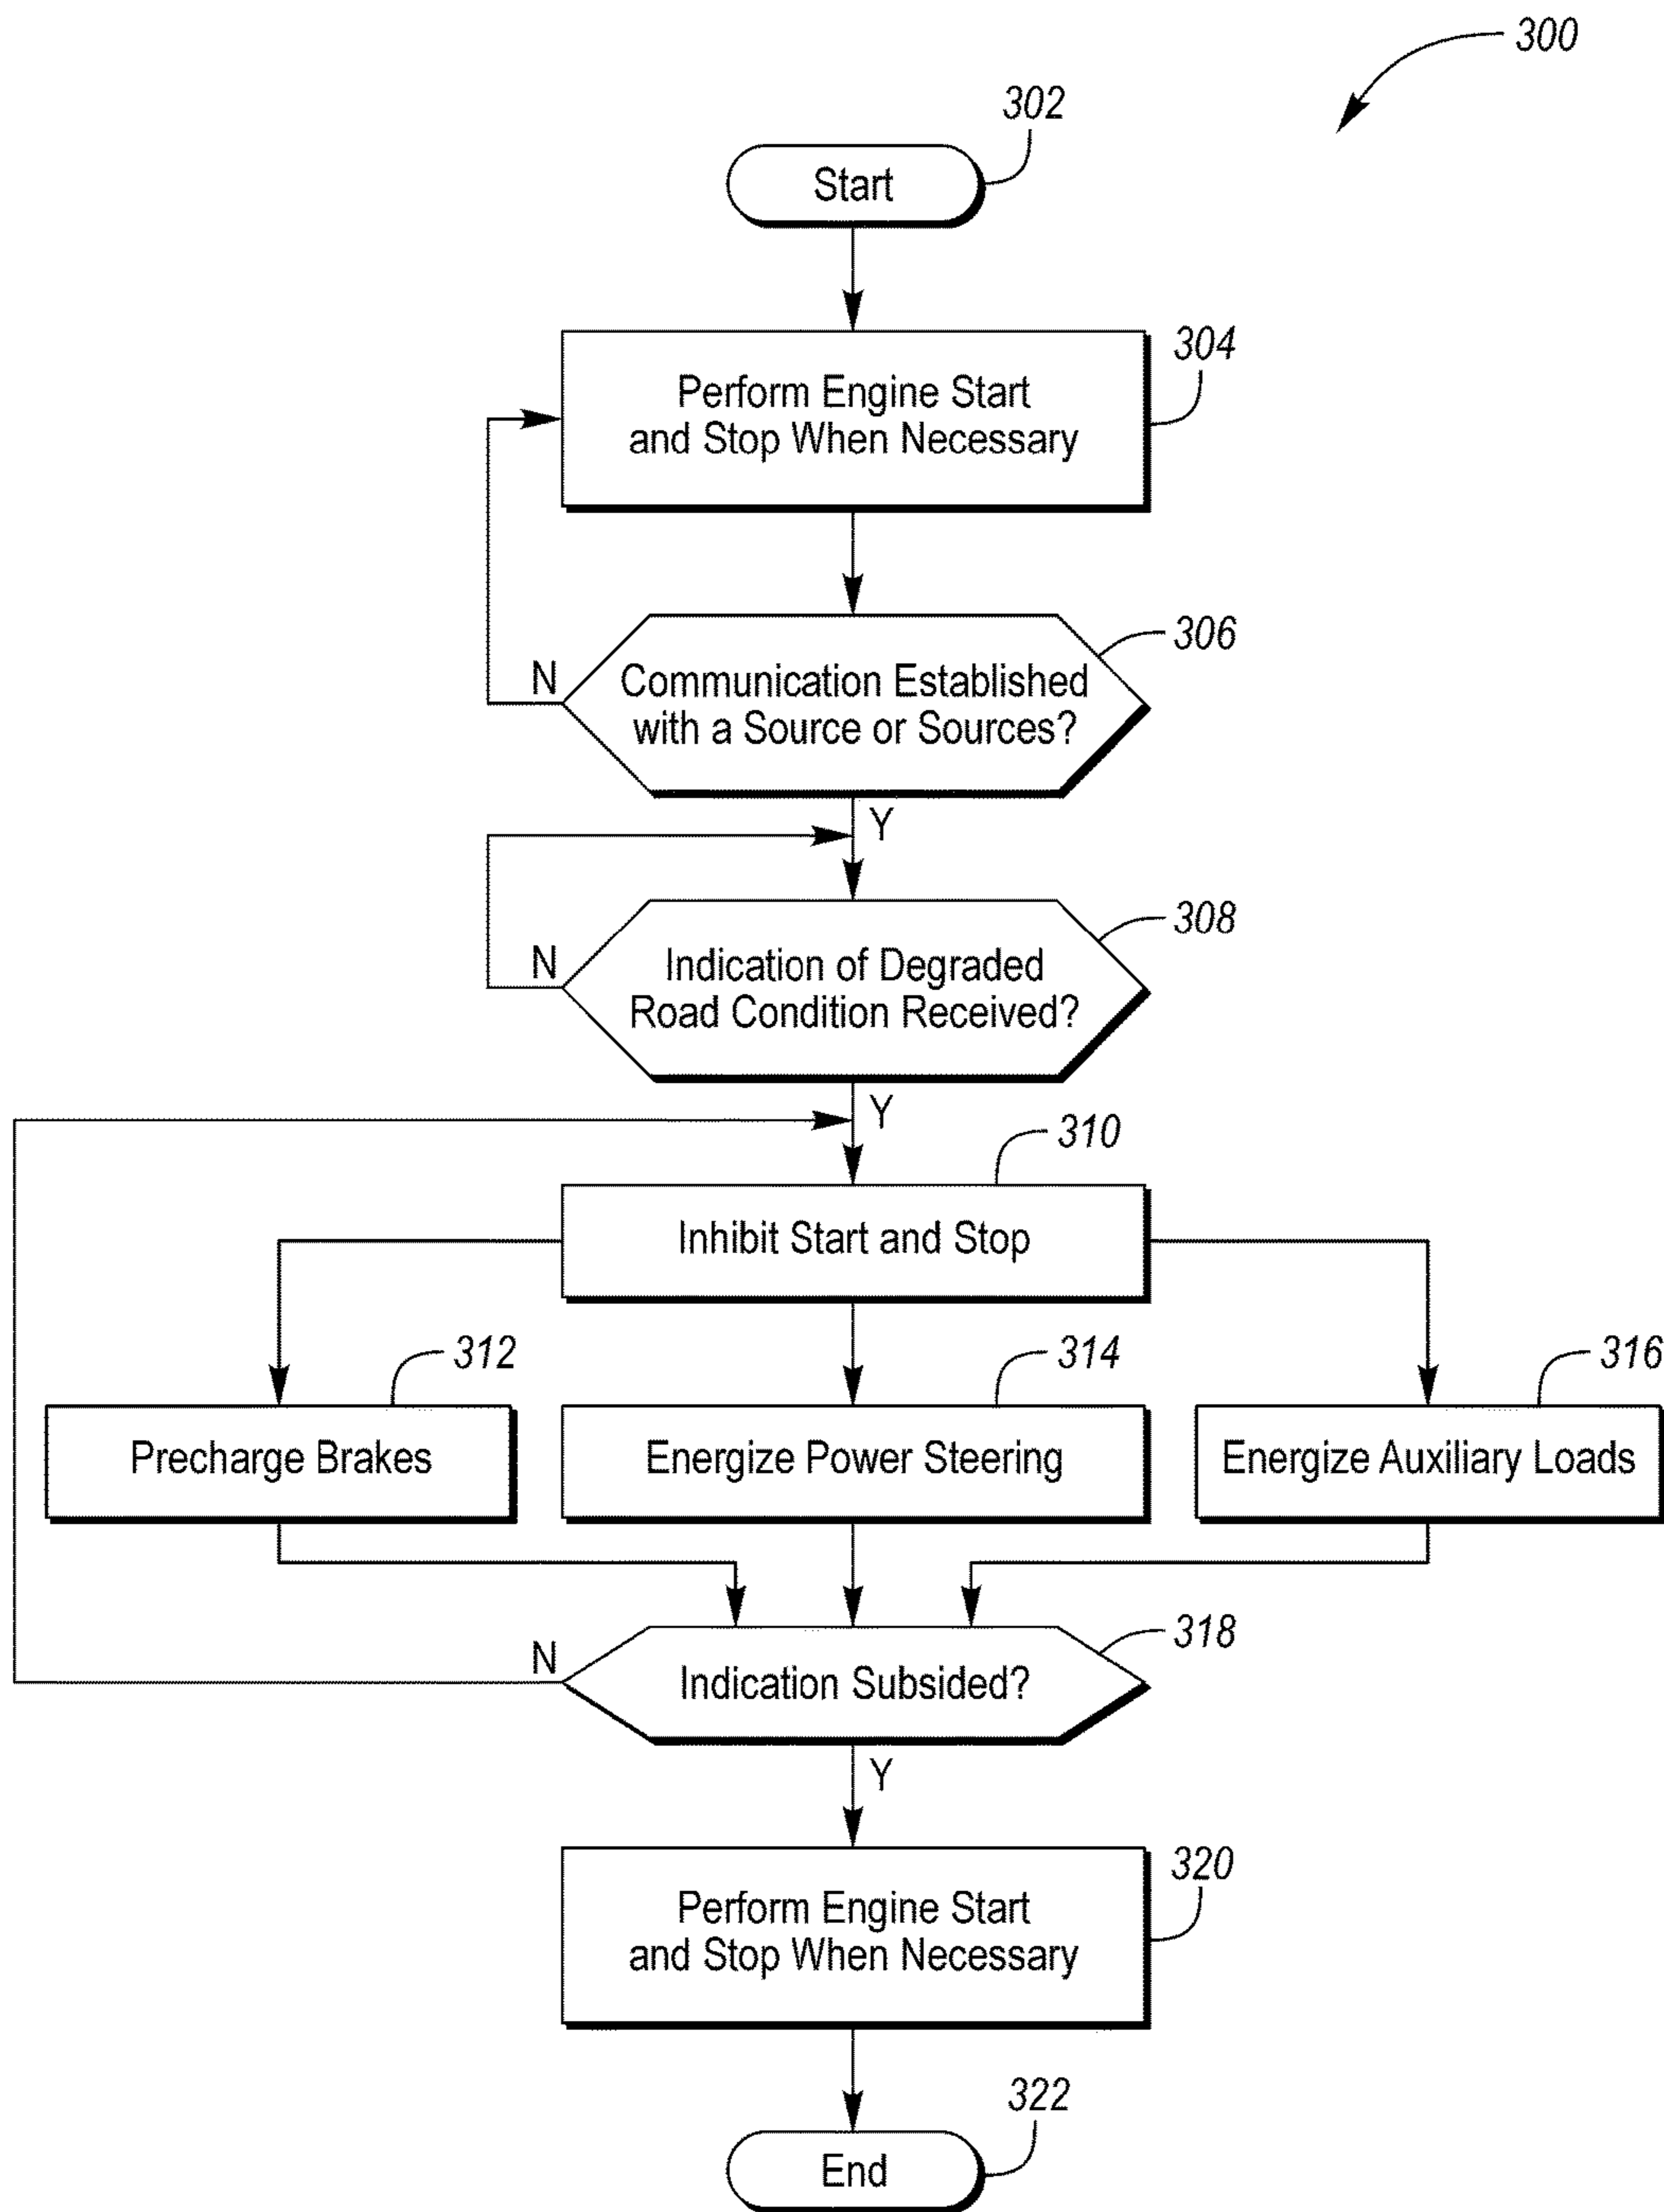 300
302
Start
304
Perform Engine Start
and Stop When Necessary
306
Communication Established
with a Source or Sources?
N
Y
308
Indication of Degraded
Road Condition Received?
N
Y
310
Inhibit Start and Stop
312
314
316
Precharge Brakes
Energize Power Steering
Energize Auxiliary Loads
318
N
Indication Subsided?
Y
320
Perform Engine Start
and Stop When Necessary
322
End